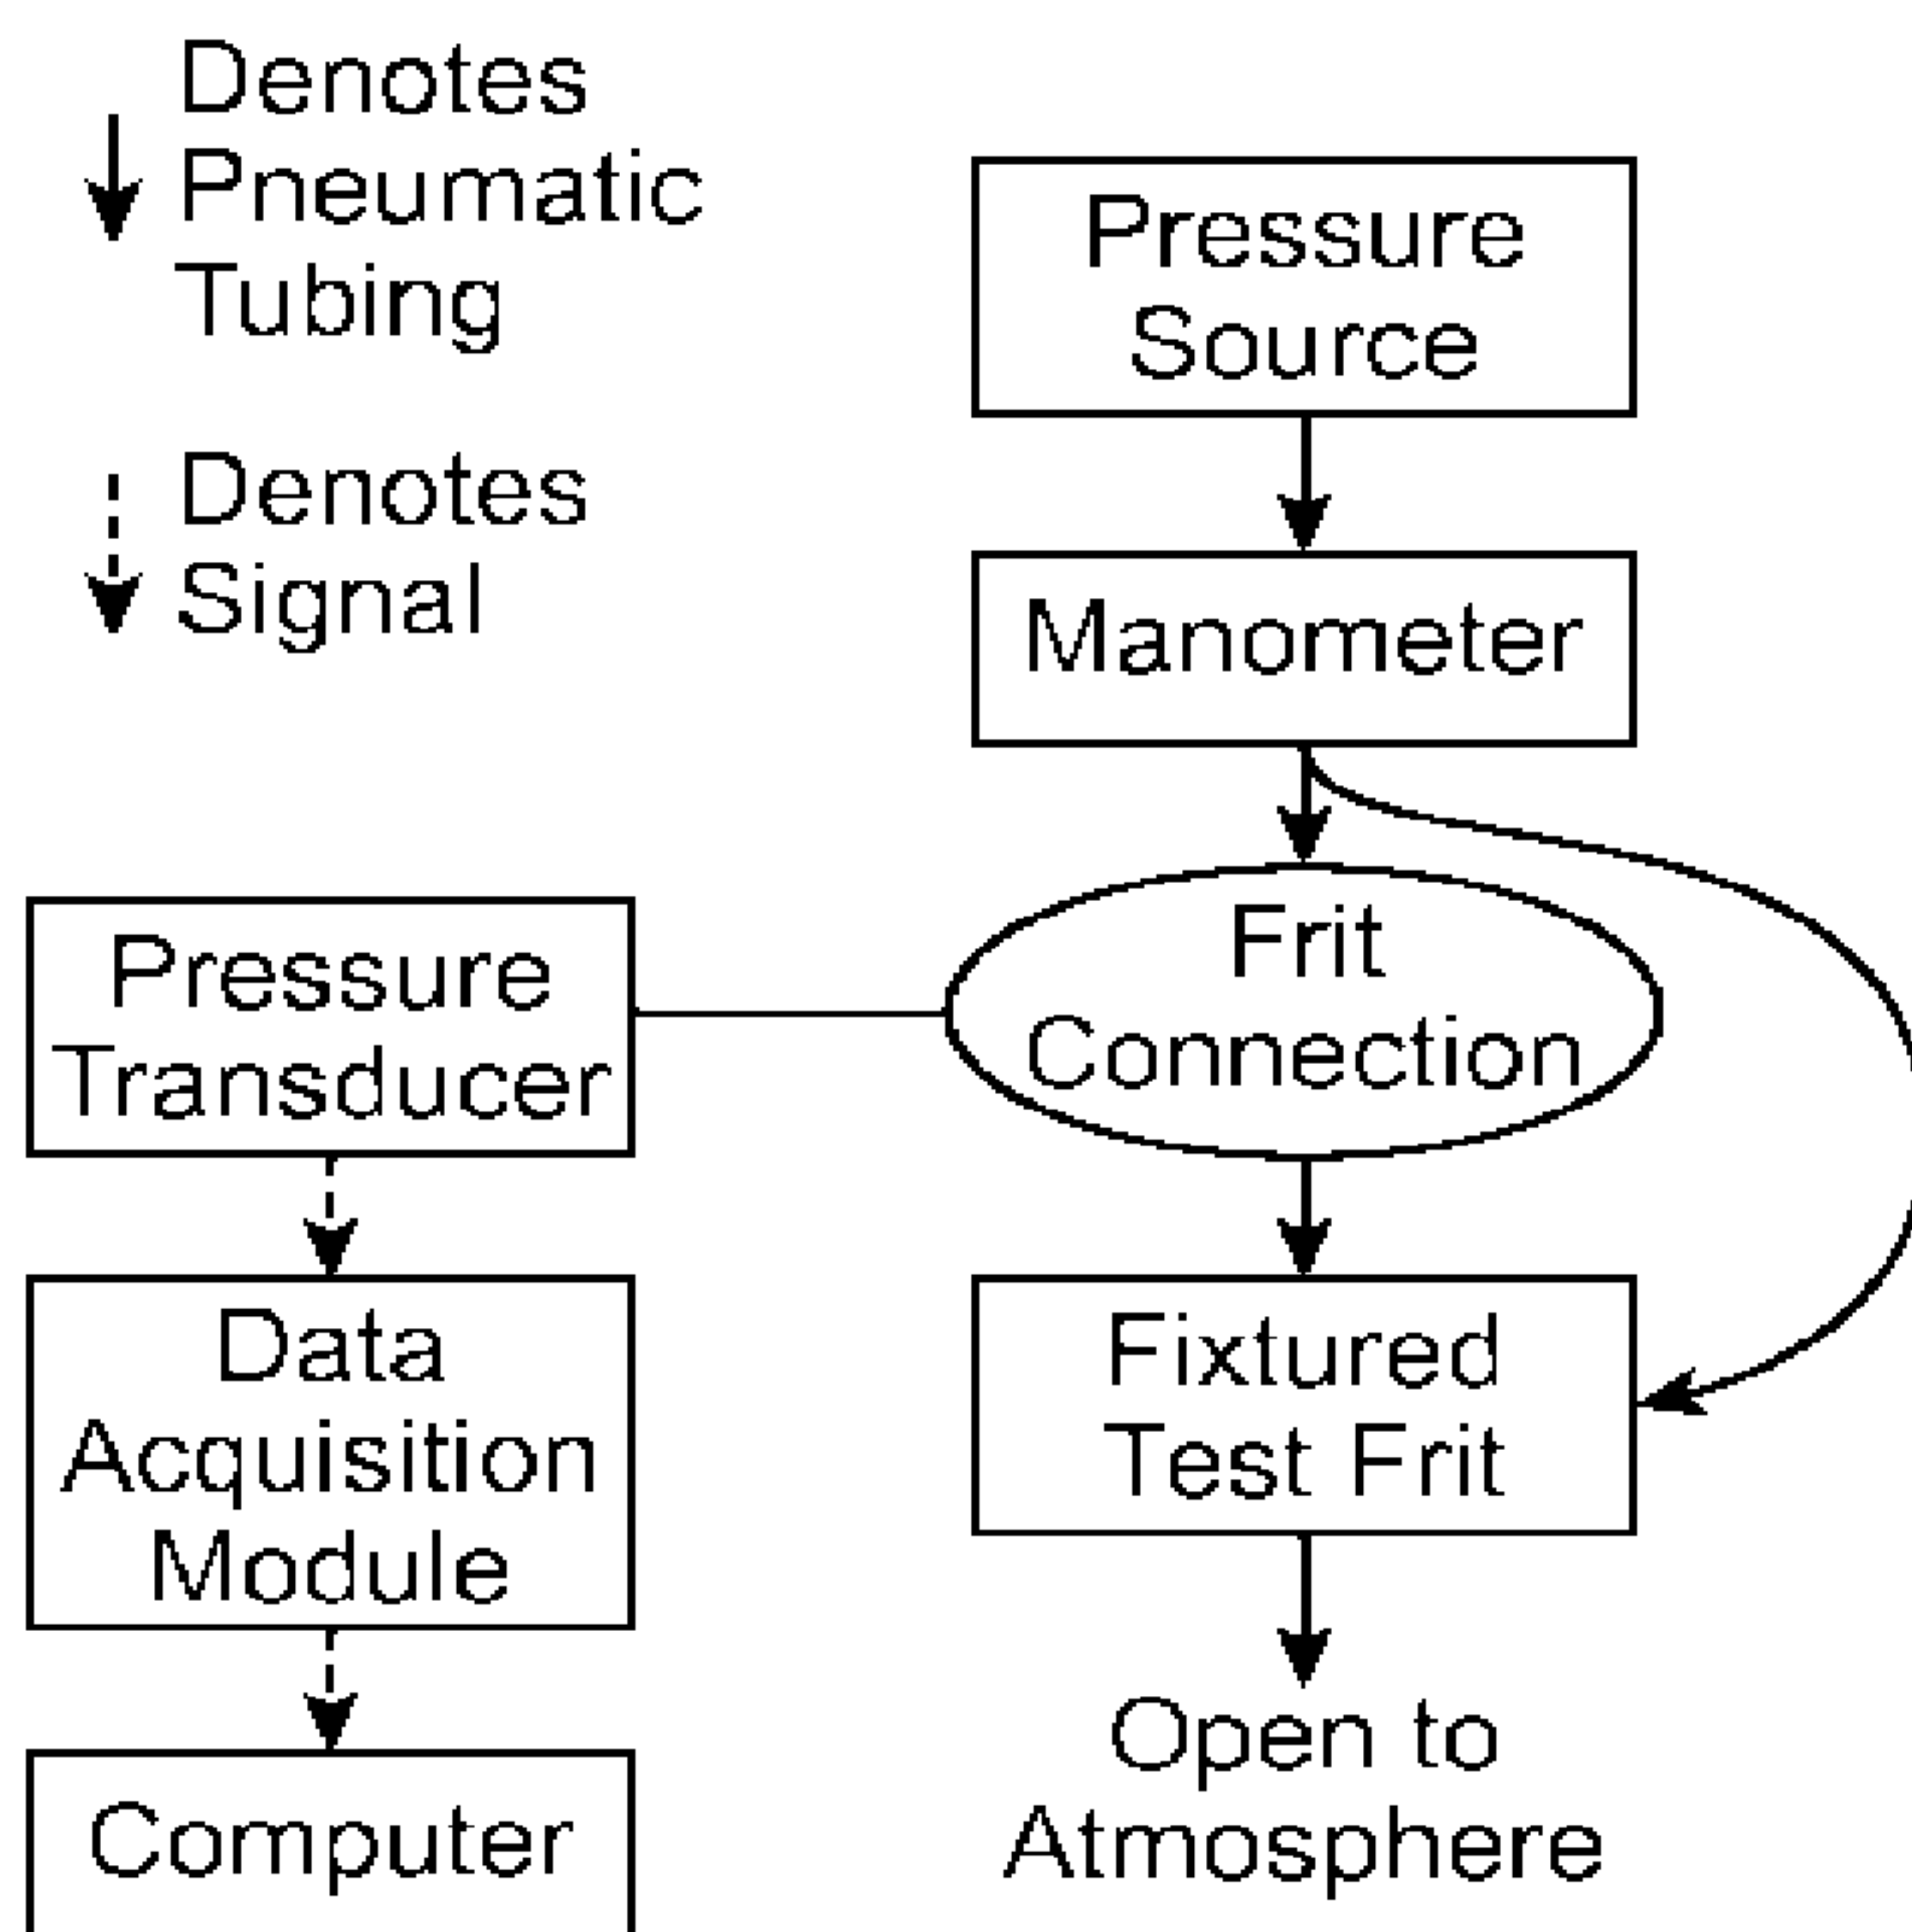 Denotes
Pneumatic
Tubing
Denotes
Signal
Pressure
Source
Manometer
Frit
Connection
Pressure
Transducer
Data
Acquisition
Module
Computer
Fixtured
Test Frit
Open to
Atmosphere